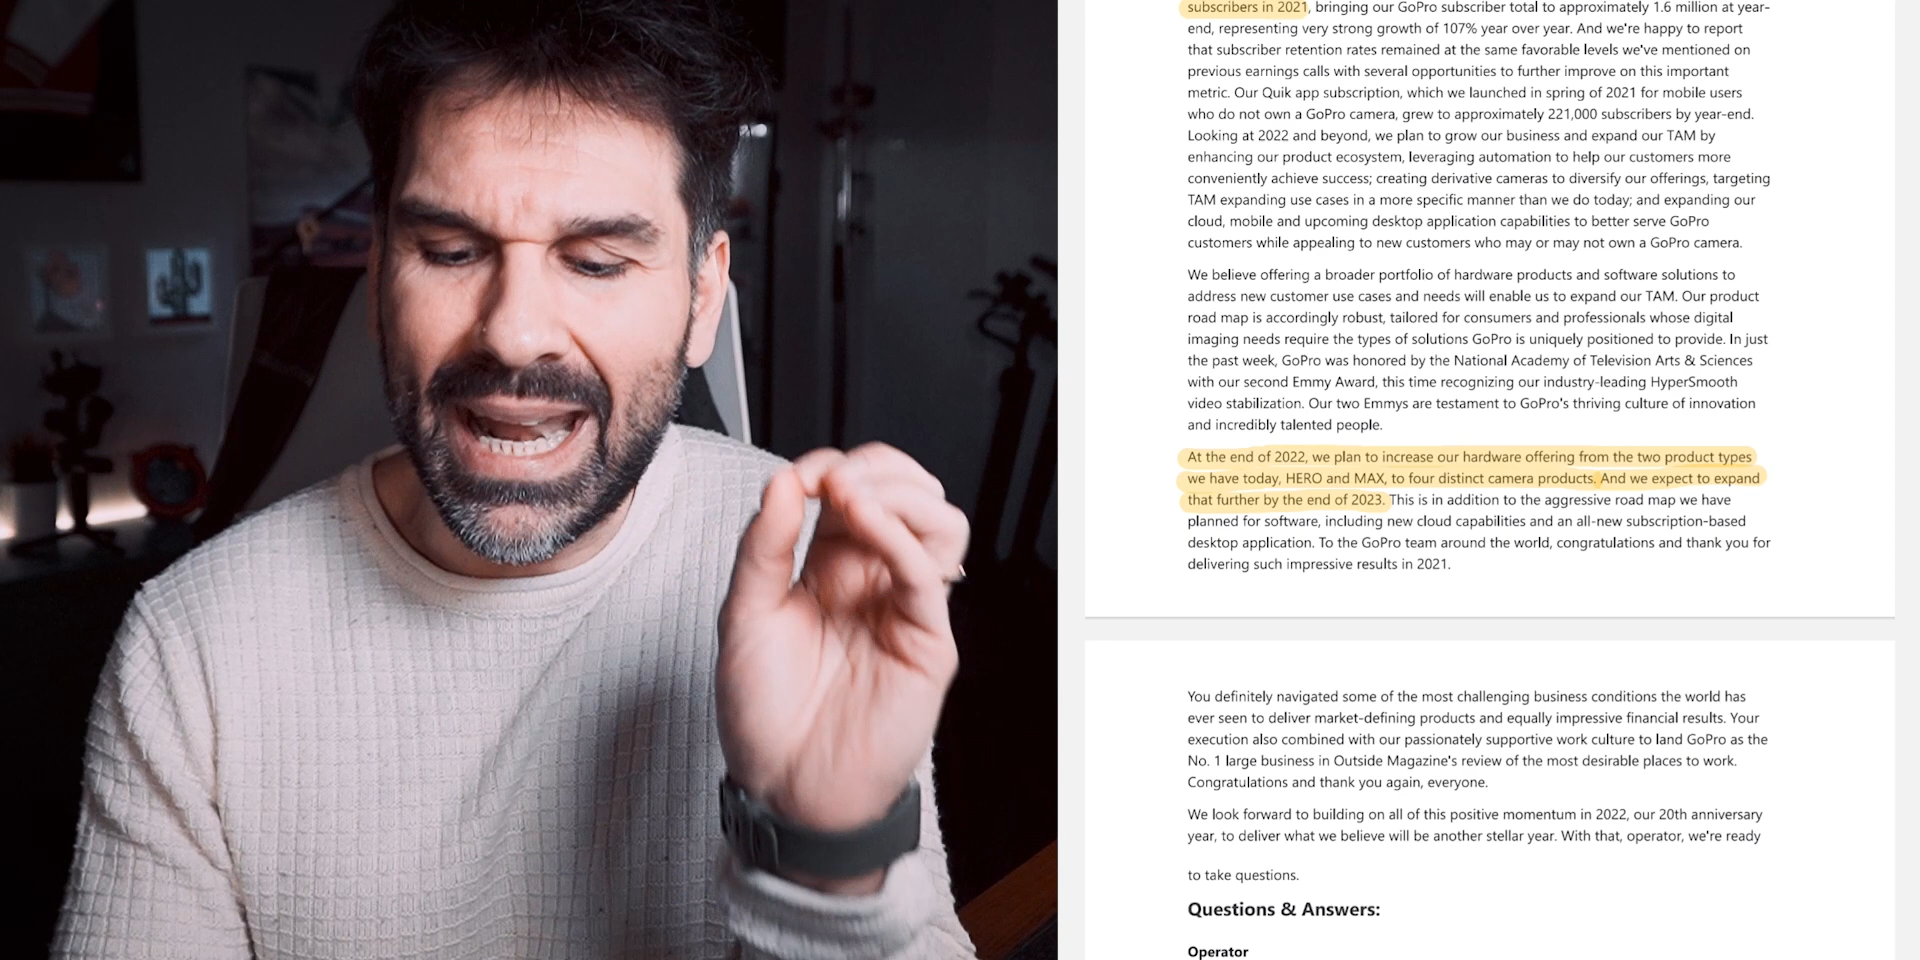 subscribers in 2021, bringing our GoPro subscriber total to approximately 1.6 million at year-
end, representing very strong growth of 107% year over year. And we're happy to report
that subscriber retention rates remained at the same favorable levels we've mentioned on
previous earnings calls with several opportunities to further improve on this important
metric. Our Quik app subscription, which we launched in spring of 2021 for mobile users
who do not own a GoPro camera, grew to approximately 221,000 subscribers by year-end.
Looking at 2022 and beyond, we plan to grow our business and expand our TAM by
enhancing our product ecosystem, leveraging automation to help our customers more
conveniently achieve success; creating derivative cameras to diversify our offerings, targeting
TAM expanding use cases in a more specific manner than we do today; and expanding our
cloud, mobile and upcoming desktop application capabilities to better serve GoPro
customers while appealing to new customers who may or may not own a GoPro camera.
We believe offering a broader portfolio of hardware products and software solutions to
address new customer use cases and needs will enable us to expand our TAM. Our product
road map is accordingly robust, tailored for consumers and professionals whose digital
imaging needs require the types of solutions GoPro is uniquely positioned to provide. In just
the past week, GoPro was honored by the National Academy of Television Arts & Sciences
with our second Emmy Award, this time recognizing our industry-leading HyperSmooth
video stabilization. Our two Emmys are testament to GoPro's thriving culture of innovation
and incredibly talented people.
At the end of 2022, we plan to increase our hardware offering from the two product types
we have today, HERO and MAX, to four distinct camera products. And we expect to expand
that further by the end of 2023. This is in addition to the aggressive road map we have
planned for software, including new cloud capabilities and an all-new subscription-based
desktop application. To the GoPro team around the world, congratulations and thank you for
delivering such impressive results in 2021.
You definitely navigated some of the most challenging business conditions the world has
ever seen to deliver market-defining products and equally impressive financial results. Your
execution also combined with our passionately supportive work culture to land GoPro as the
No. 1 large business in Outside Magazine's review of the most desirable places to work.
Congratulations and thank you again, everyone.
We look forward to building on all of this positive momentum in 2022, our 20th anniversary
year, to deliver what we believe will be another stellar year. With that, operator, we're ready
to take questions.
Questions & Answers:
Operator